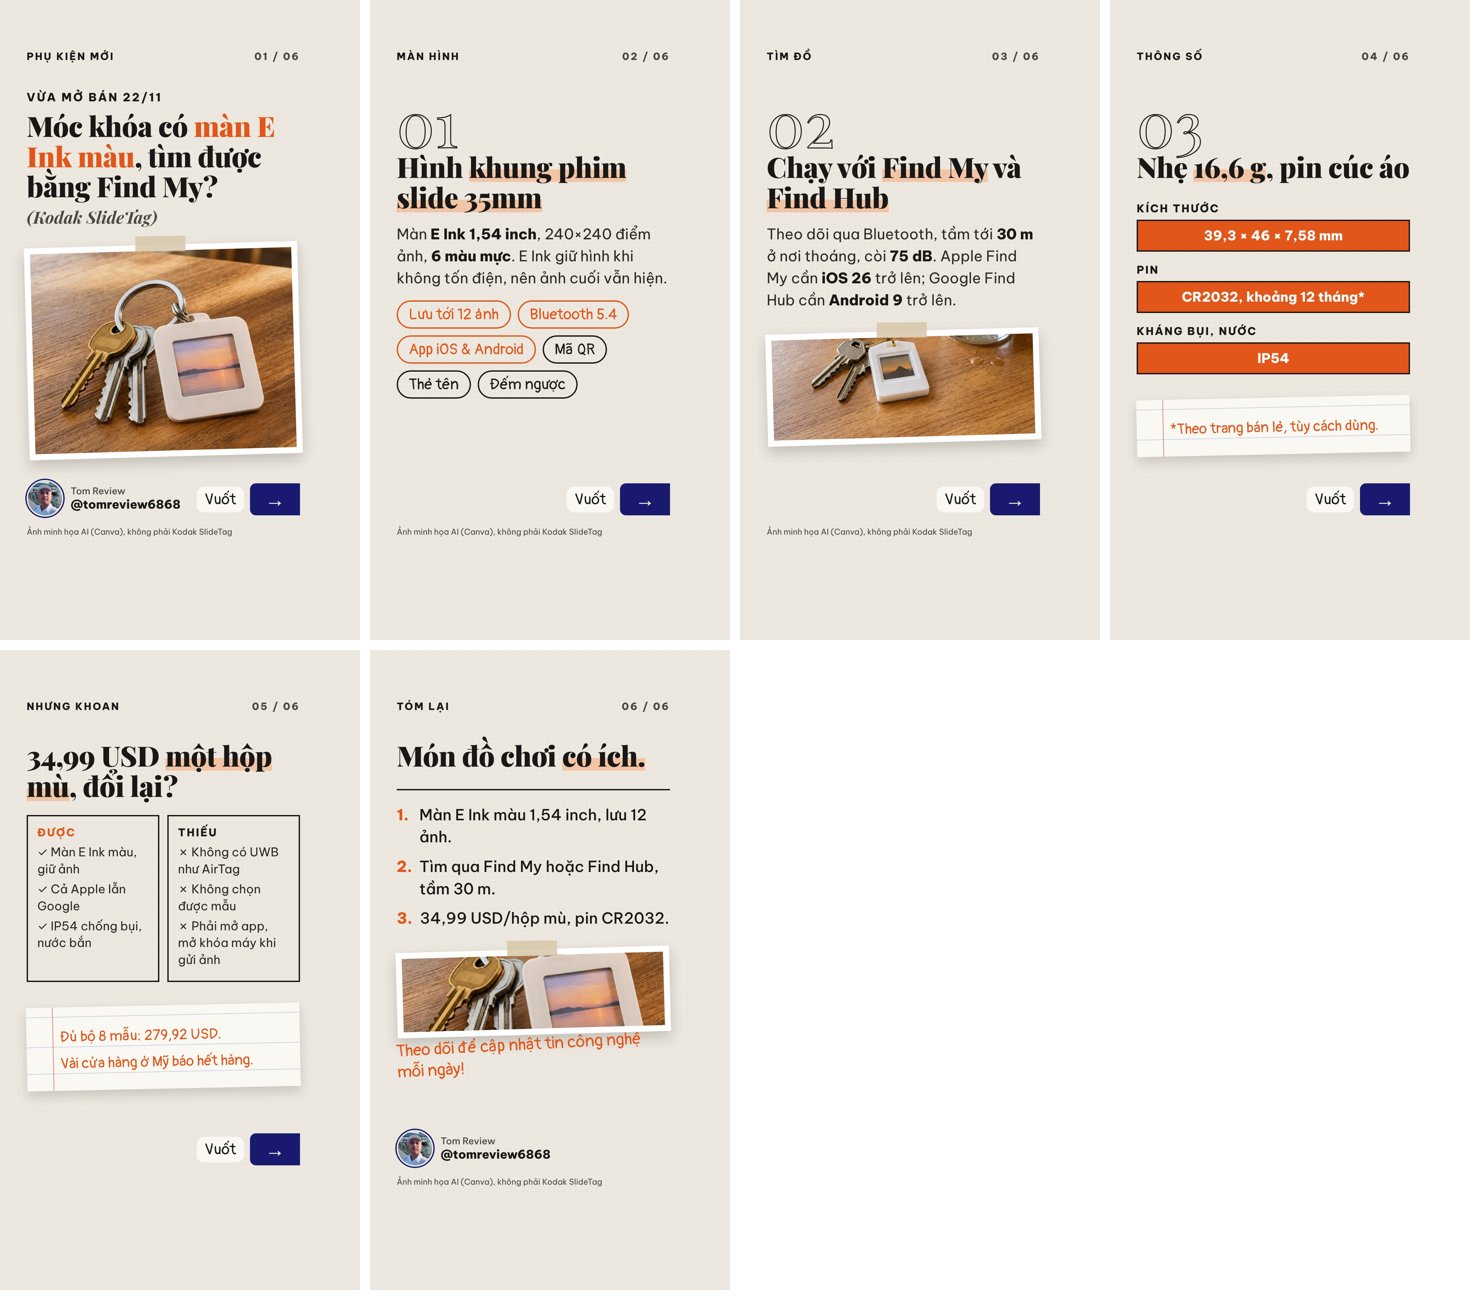 PHỤ KIỆN MỚI
01 / 06
VỪA MỞ BÁN 22/11
Móc khóa có màn E
Ink màu, tìm được
bằng Find My?
(Kodak SlideTag)
Tom Review
@tomreview6868
Vuốt
→
Ảnh minh họa AI (Canva), không phải Kodak SlideTag
MÀN HÌNH
02 / 06
01
Hình khung phim
slide 35mm
Màn E Ink 1,54 inch, 240×240 điểm
ảnh, 6 màu mực. E Ink giữ hình khi
không tốn điện, nên ảnh cuối vẫn hiện.
Lưu tới 12 ảnh
Bluetooth 5.4
App iOS & Android
Mã QR
Thẻ tên
Đếm ngược
Vuốt
→
Ảnh minh họa AI (Canva), không phải Kodak SlideTag
TÌM ĐỒ
03 / 06
02
Chạy với Find My và
Find Hub
Theo dõi qua Bluetooth, tầm tới 30 m
ở nơi thoáng, còi 75 dB. Apple Find
My cần iOS 26 trở lên; Google Find
Hub cần Android 9 trở lên.
Vuốt
→
Ảnh minh họa AI (Canva), không phải Kodak SlideTag
THÔNG SỐ
04 / 06
03
Nhẹ 16,6 g, pin cúc áo
KÍCH THƯỚC
39,3 × 46 × 7,58 mm
PIN
CR2032, khoảng 12 tháng*
KHÁNG BỤI, NƯỚC
IP54
*Theo trang bán lẻ, tùy cách dùng.
Vuốt
→
NHƯNG KHOAN
05 / 06
34,99 USD một hộp
mù, đổi lại?
ĐƯỢC
✓ Màn E Ink màu,
giữ ảnh
✓ Cả Apple lẫn
Google
✓ IP54 chống bụi,
nước bắn
THIẾU
× Không có UWB
như AirTag
× Không chọn
được mẫu
× Phải mở app,
mở khóa máy khi
gửi ảnh
Đủ bộ 8 mẫu: 279,92 USD.
Vài cửa hàng ở Mỹ báo hết hàng.
Vuốt
→
TÓM LẠI
06 / 06
Món đồ chơi có ích.
1. Màn E Ink màu 1,54 inch, lưu 12
ảnh.
2. Tìm qua Find My hoặc Find Hub,
tầm 30 m.
3. 34,99 USD/hộp mù, pin CR2032.
Theo dõi để cập nhật tin công nghệ
mỗi ngày!
Tom Review
@tomreview6868
Ảnh minh họa AI (Canva), không phải Kodak SlideTag